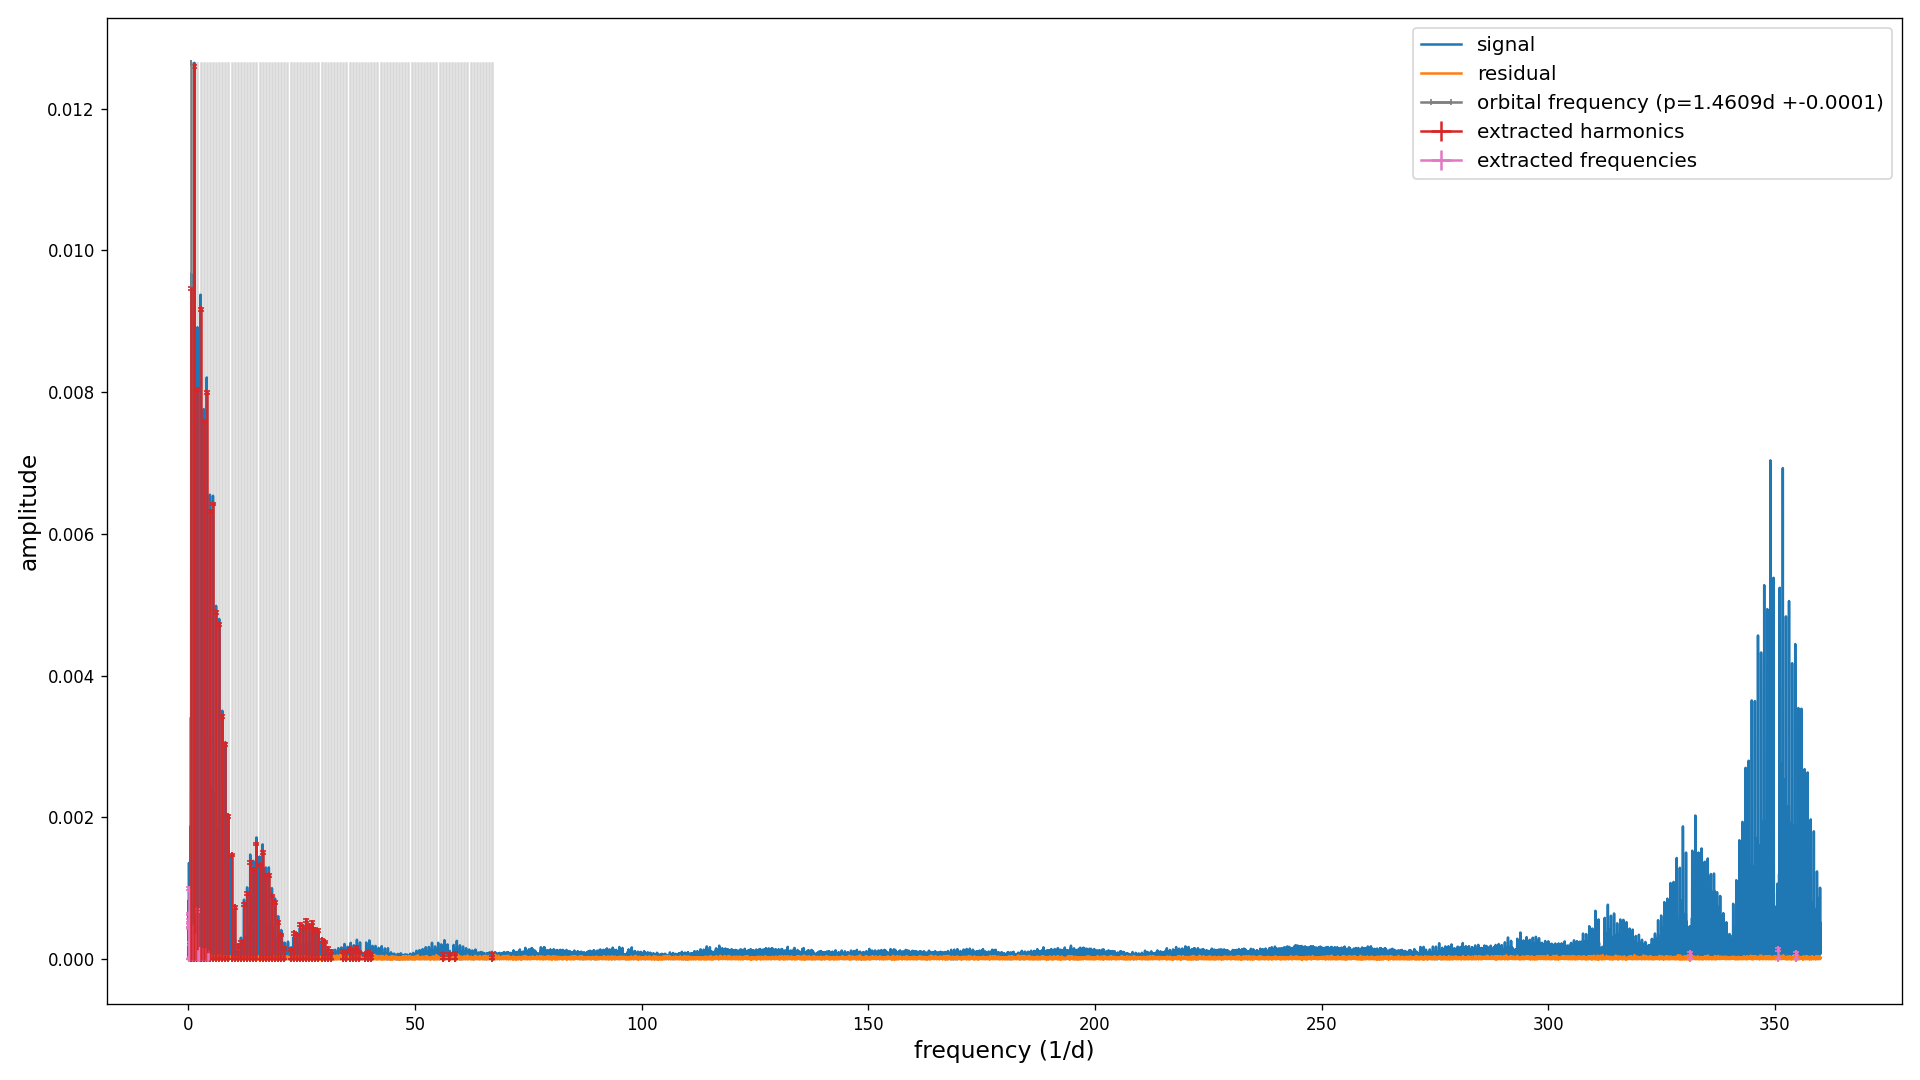 signal
residual
orbital frequency (p=1.4609d +-0.0001)
extracted harmonics
extracted frequencies
amplitude
0.012
0.010
0.008
0.006
0.004
0.002
0.000
0
50
100
150
200
250
300
350
frequency (1/d)